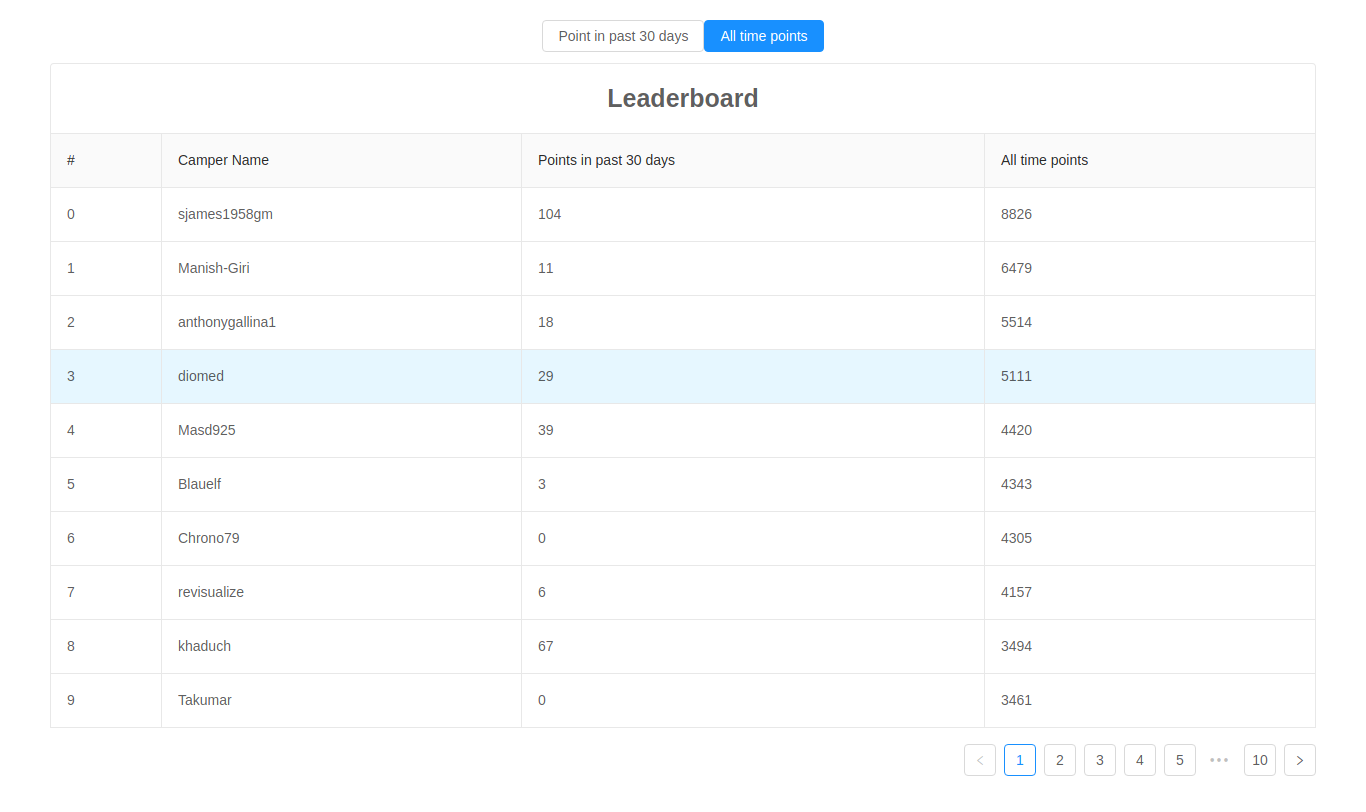 Point in past 30 days All time points
Leaderboard
# Camper Name Points in past 30 days All time points
0 sjames1958gm 104 8826
1 Manish-Giri 11 6479
2 anthonygallina1 18 5514
3 diomed 29 5111
4 Masd925 39 4420
5 Blauelf 3 4343
6 Chrono79 0 4305
7 revisualize 6 4157
8 khaduch 67 3494
9 Takumar 0 3461
< 1 2 3 4 5 ••• 10 >